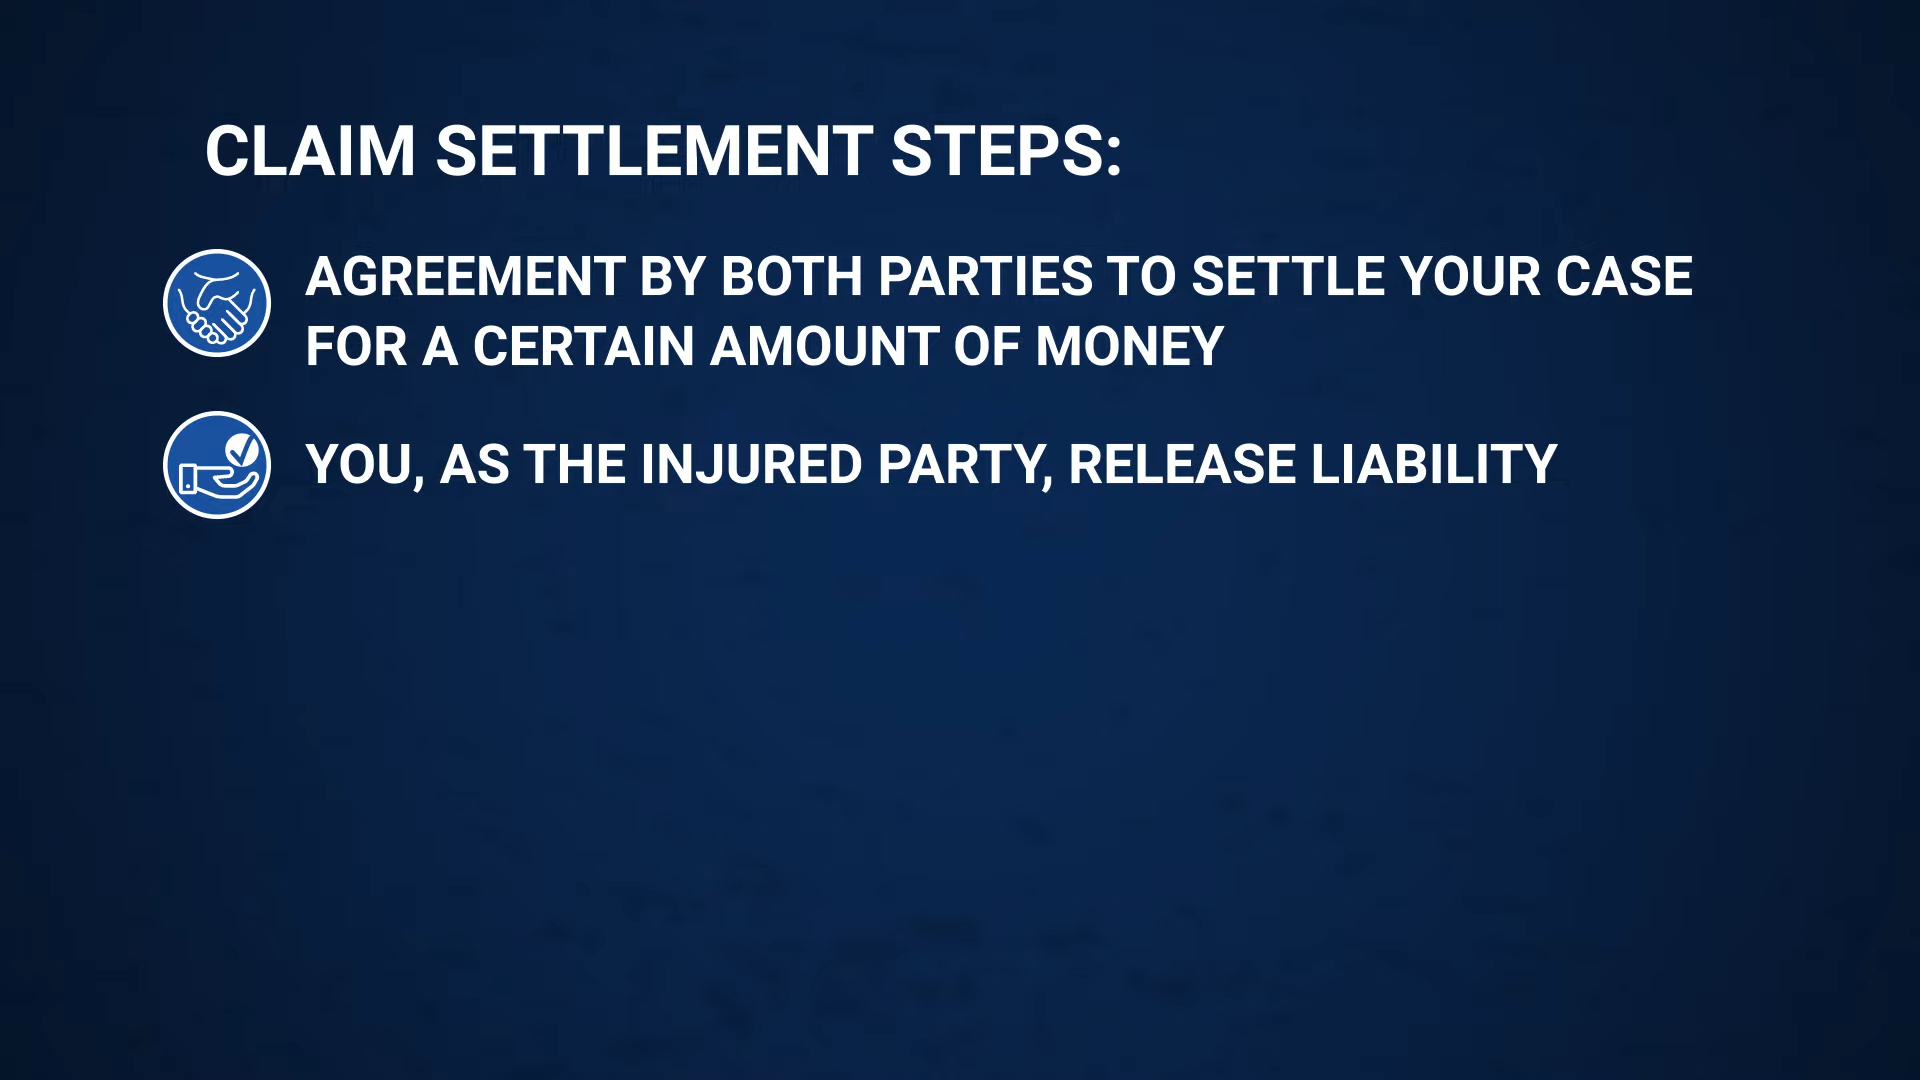 CLAIM SETTLEMENT STEPS:
AGREEMENT BY BOTH PARTIES TO SETTLE YOUR CASE
FOR A CERTAIN AMOUNT OF MONEY
YOU, AS THE INJURED PARTY, RELEASE LIABILITY